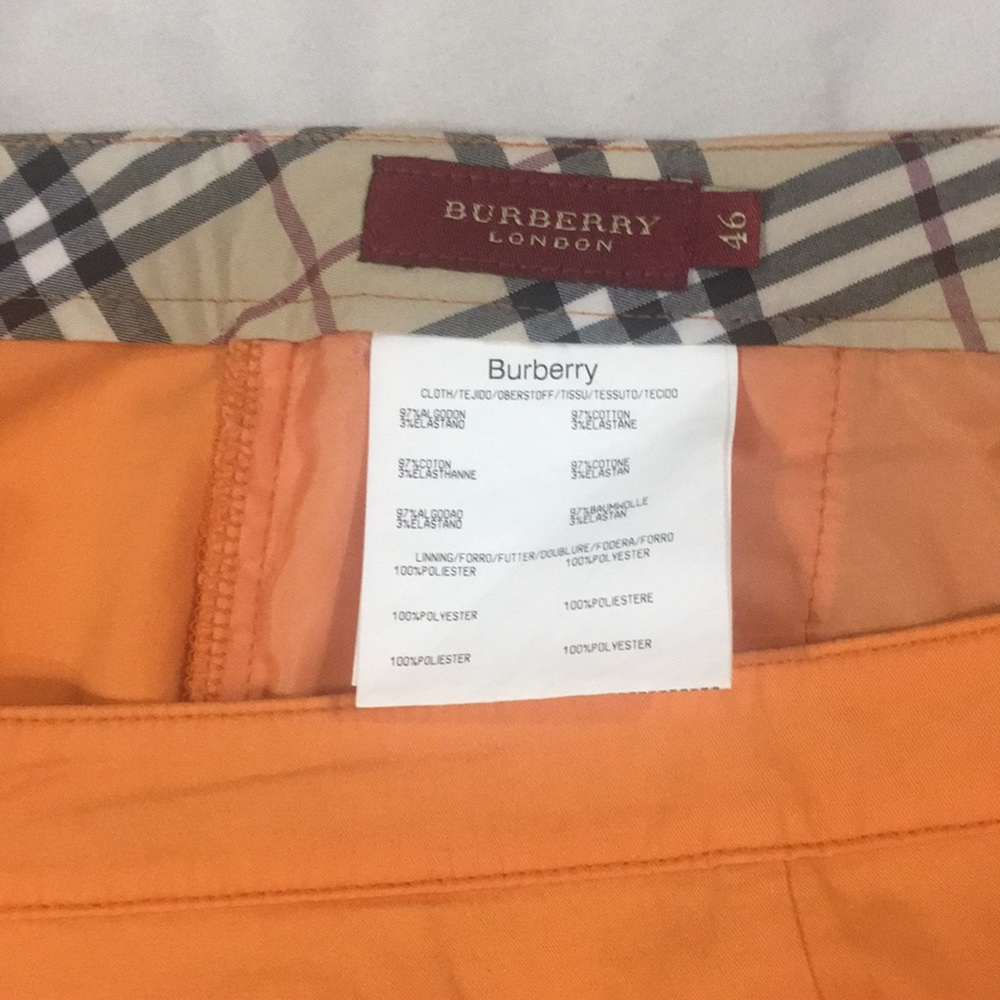 BURBERRY
LONDON
46
Burberry
CLOTH/TEJIDO/OBERSTOFF/TISSU/TESSUTO/TECIDO
97%ALGODON 97%COTTON
3%ELASTANO 3%ELASTANE
97%COTON 97%COTONE
3%ELASTHANNE 3%ELASTAN
97%ALGODAO 97%BAUMWOLLE
3%ELASTANO 3%ELASTAN
LINNING/FORRO/FUTTER/DOUBLURE/FODERA/FORRO
100%POLIESTER 100%POLYESTER
100%POLYESTER 100%POLIESTERE
100%POLIESTER 100%POLYESTER